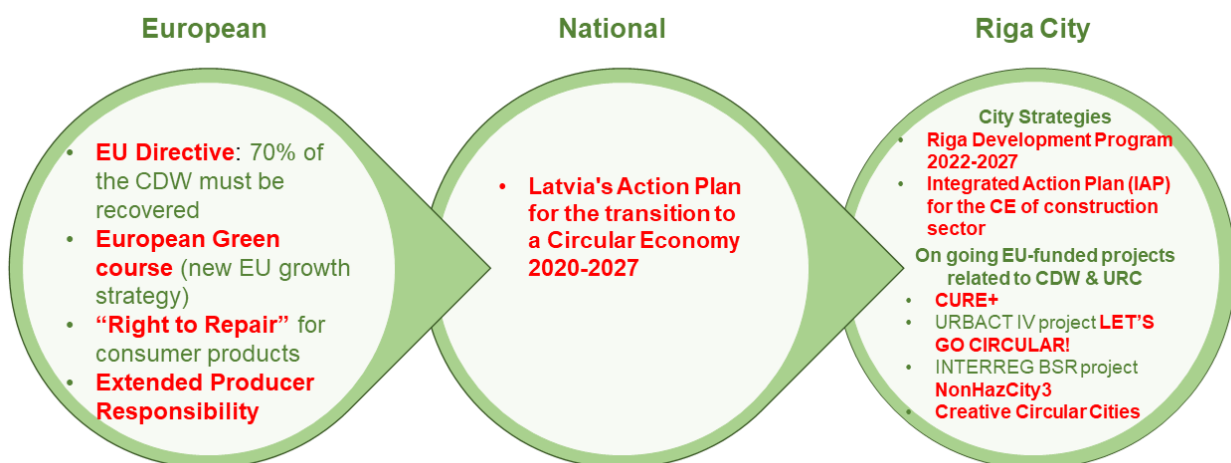 European
• EU Directive: 70% of
the CDW must be
recovered
• European Green
course (new EU growth
strategy)
• “Right to Repair” for
consumer products
• Extended Producer
Responsibility
National
• Latvia's Action Plan
for the transition to
a Circular Economy
2020-2027
Riga City
City Strategies
• Riga Development Program
2022-2027
• Integrated Action Plan (IAP)
for the CE of construction
sector
On going EU-funded projects
related to CDW & URC
• CURE+
• URBACT IV project LET’S
GO CIRCULAR!
• INTERREG BSR project
NonHazCity3
• Creative Circular Cities